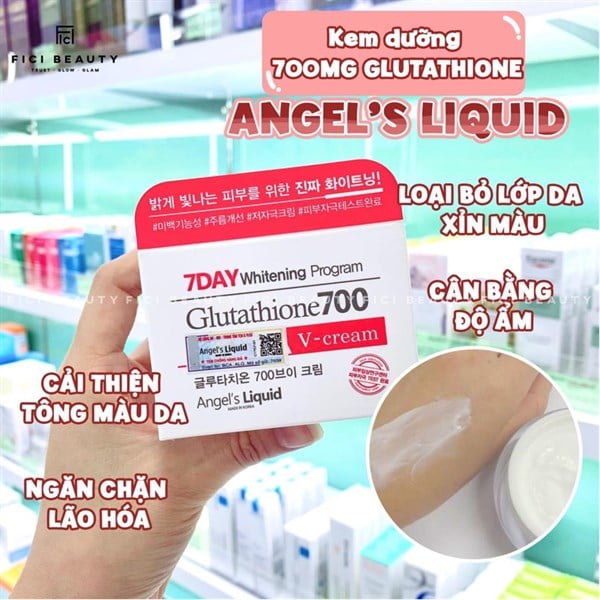 FICI BEAUTY
TRUST - GLOW - GLAM
Kem dưỡng
700MG GLUTATHIONE
ANGEL'S LIQUID
밝게 빛나는 피부를 위한 진짜 화이트닝!
#미백기능성 #주름개선 #저자극크림 #피부자극테스트완료
LOẠI BỎ LỚP DA
XỈN MÀU
7DAY Whitening Program
Glutathione700
V-cream
Angel's Liquid
글루타치온 700브이 크림
Angel's Liquid
MADE IN KOREA
CÂN BẰNG
ĐỘ ẨM
CẢI THIỆN
TÔNG MÀU DA
NGĂN CHẶN
LÃO HÓA